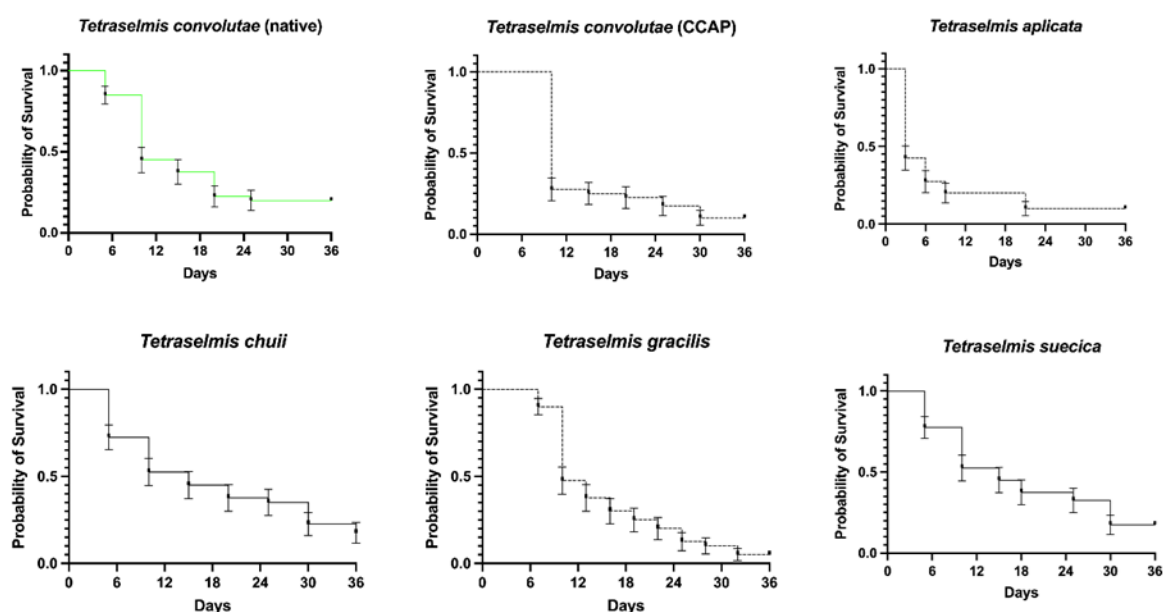 Tetraselmis convolutae (native)
Probability of Survival
1.0
0.5
0.0
0 6 12 18 24 30 36
Days
Tetraselmis convolutae (CCAP)
Probability of Survival
1.0
0.5
0.0
0 6 12 18 24 30 36
Days
Tetraselmis aplicata
Probability of Survival
1.0
0.5
0.0
0 6 12 18 24 30 36
Days
Tetraselmis chuii
Probability of Survival
1.0
0.5
0.0
0 6 12 18 24 30 36
Days
Tetraselmis gracilis
Probability of Survival
1.0
0.5
0.0
0 6 12 18 24 30 36
Days
Tetraselmis suecica
Probability of Survival
1.0
0.5
0.0
0 6 12 18 24 30 36
Days